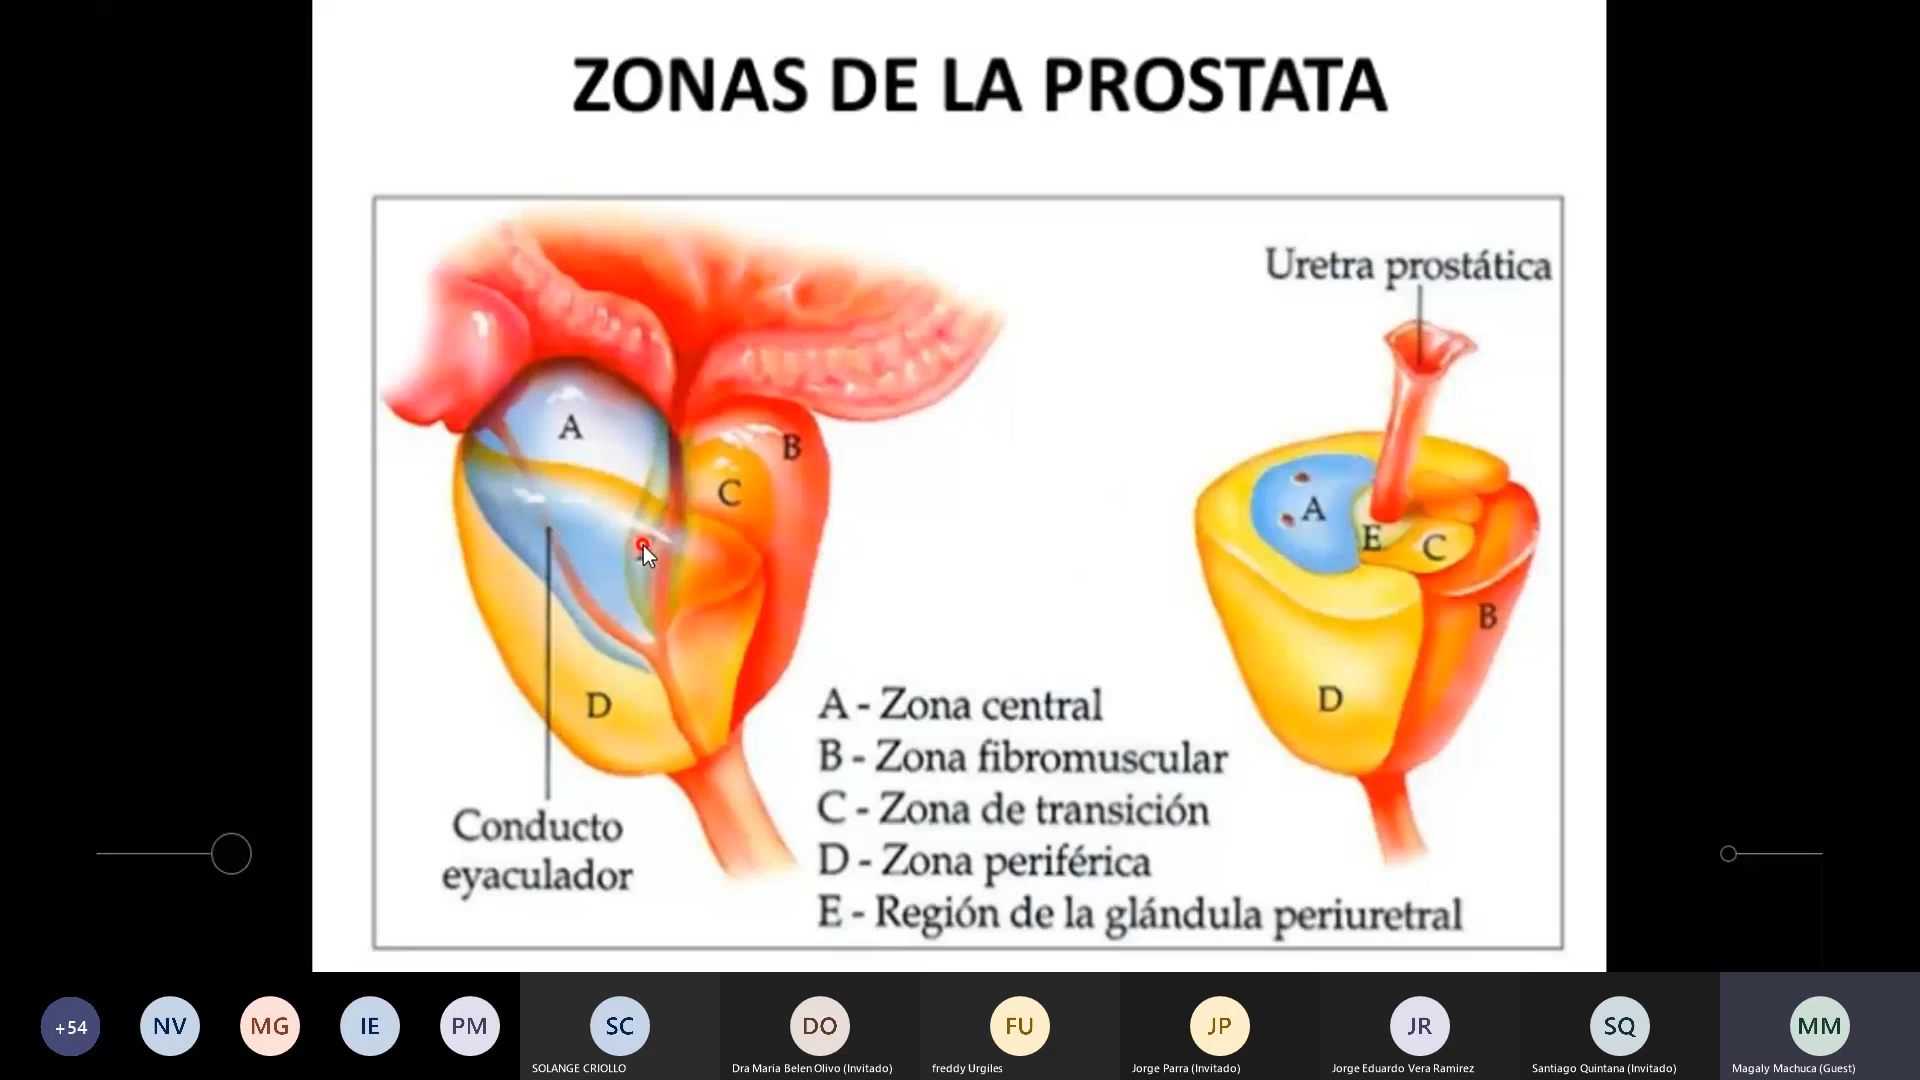 ZONAS DE LA PROSTATA
Uretra prostática
A
B
C
D
A
E
C
B
D
Conducto
eyaculador
A - Zona central
B - Zona fibromuscular
C - Zona de transición
D - Zona periférica
E - Región de la glándula periuretral
+54
NV
MG
IE
PM
SC
DO
FU
JP
JR
SQ
MM
SOLANGE CRIOLLO
Dra Maria Belen Olivo (Invitado)
freddy Urgiles
Jorge Parra (Invitado)
Jorge Eduardo Vera Ramirez
Santiago Quintana (Invitado)
Magaly Machuca (Guest)